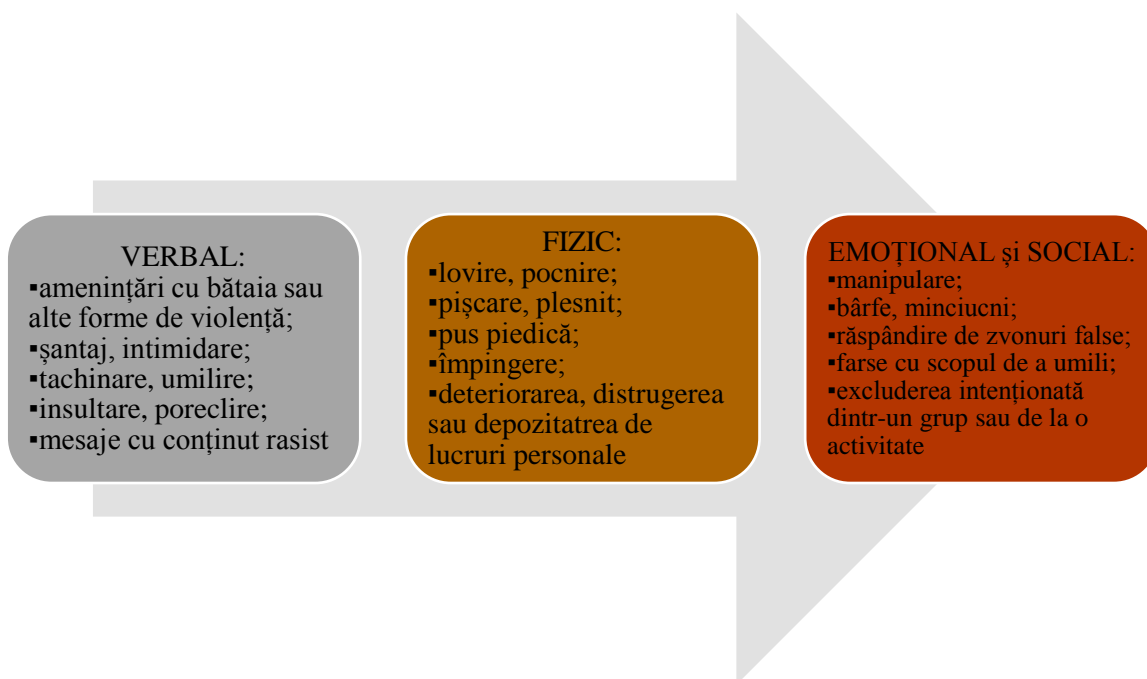 VERBAL:
▪amenințări cu bătaia sau
alte forme de violență;
▪șantaj, intimidare;
▪tachinare, umilire;
▪insultare, poreclire;
▪mesaje cu conținut rasist
FIZIC:
▪lovire, pocnire;
▪pișcare, plesnit;
▪pus piedică;
▪împingere;
▪deteriorarea, distrugerea
sau depozitatrea de
lucruri personale
EMOȚIONAL și SOCIAL:
▪manipulare;
▪bârfe, minciucni;
▪răspândire de zvonuri false;
▪farse cu scopul de a umili;
▪excluderea intenționată
dintr-un grup sau de la o
activitate